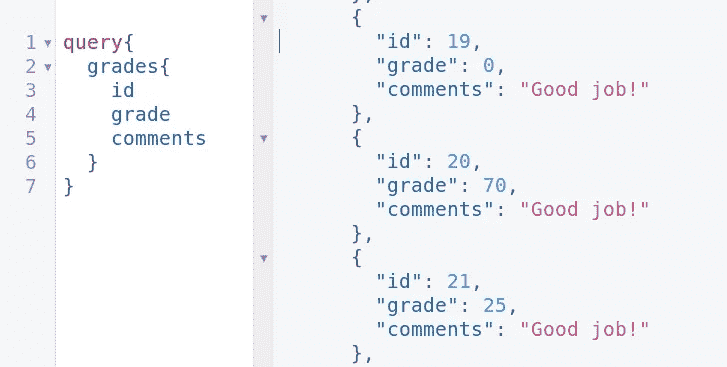 1 query{
2 grades{
3 id
4 grade
5 comments
6 }
7 }
},
{
"id": 19,
"grade": 0,
"comments": "Good job!"
},
{
"id": 20,
"grade": 70,
"comments": "Good job!"
},
{
"id": 21,
"grade": 25,
"comments": "Good job!"
},